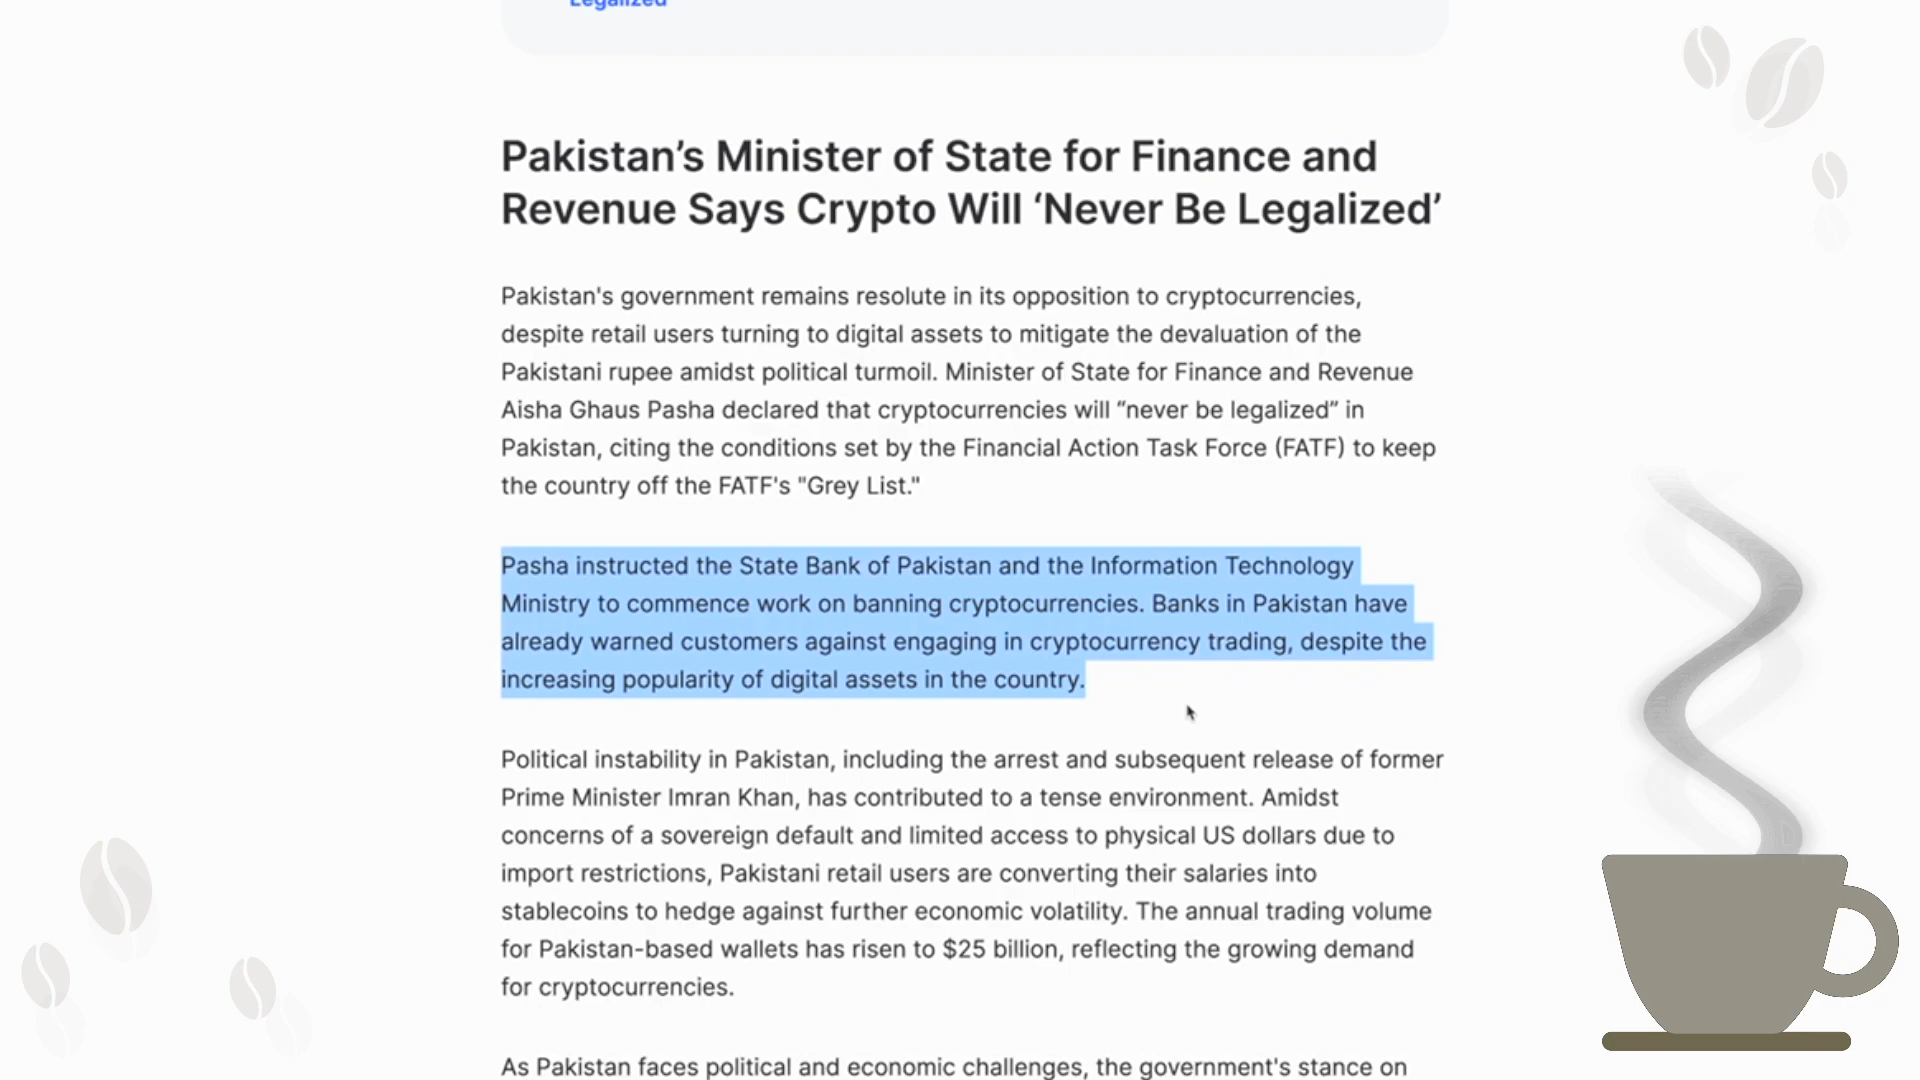 Legalized
Pakistan’s Minister of State for Finance and
Revenue Says Crypto Will ‘Never Be Legalized’
Pakistan's government remains resolute in its opposition to cryptocurrencies,
despite retail users turning to digital assets to mitigate the devaluation of the
Pakistani rupee amidst political turmoil. Minister of State for Finance and Revenue
Aisha Ghaus Pasha declared that cryptocurrencies will “never be legalized” in
Pakistan, citing the conditions set by the Financial Action Task Force (FATF) to keep
the country off the FATF's "Grey List."
Pasha instructed the State Bank of Pakistan and the Information Technology
Ministry to commence work on banning cryptocurrencies. Banks in Pakistan have
already warned customers against engaging in cryptocurrency trading, despite the
increasing popularity of digital assets in the country.
Political instability in Pakistan, including the arrest and subsequent release of former
Prime Minister Imran Khan, has contributed to a tense environment. Amidst
concerns of a sovereign default and limited access to physical US dollars due to
import restrictions, Pakistani retail users are converting their salaries into
stablecoins to hedge against further economic volatility. The annual trading volume
for Pakistan-based wallets has risen to $25 billion, reflecting the growing demand
for cryptocurrencies.
As Pakistan faces political and economic challenges, the government's stance on